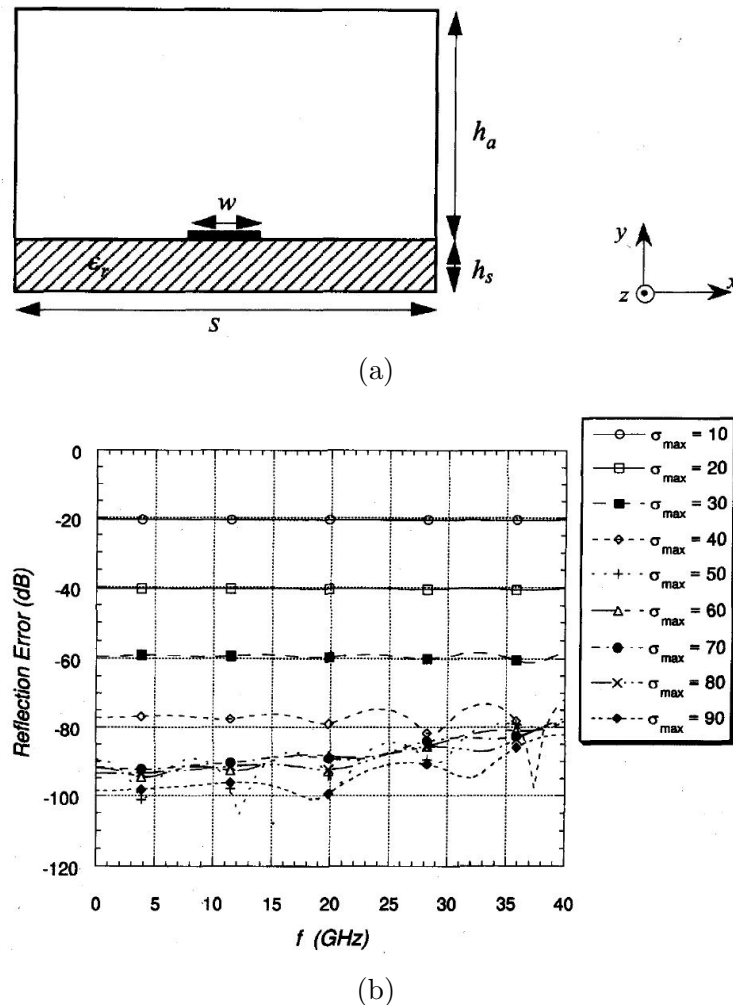 w
h_a
ε_r
h_s
s
y
z
x
(a)
Reflection Error (dB)
0
-20
-40
-60
-80
-100
-120
0 5 10 15 20 25 30 35 40
f (GHz)
σ_max = 10
σ_max = 20
σ_max = 30
σ_max = 40
σ_max = 50
σ_max = 60
σ_max = 70
σ_max = 80
σ_max = 90
(b)